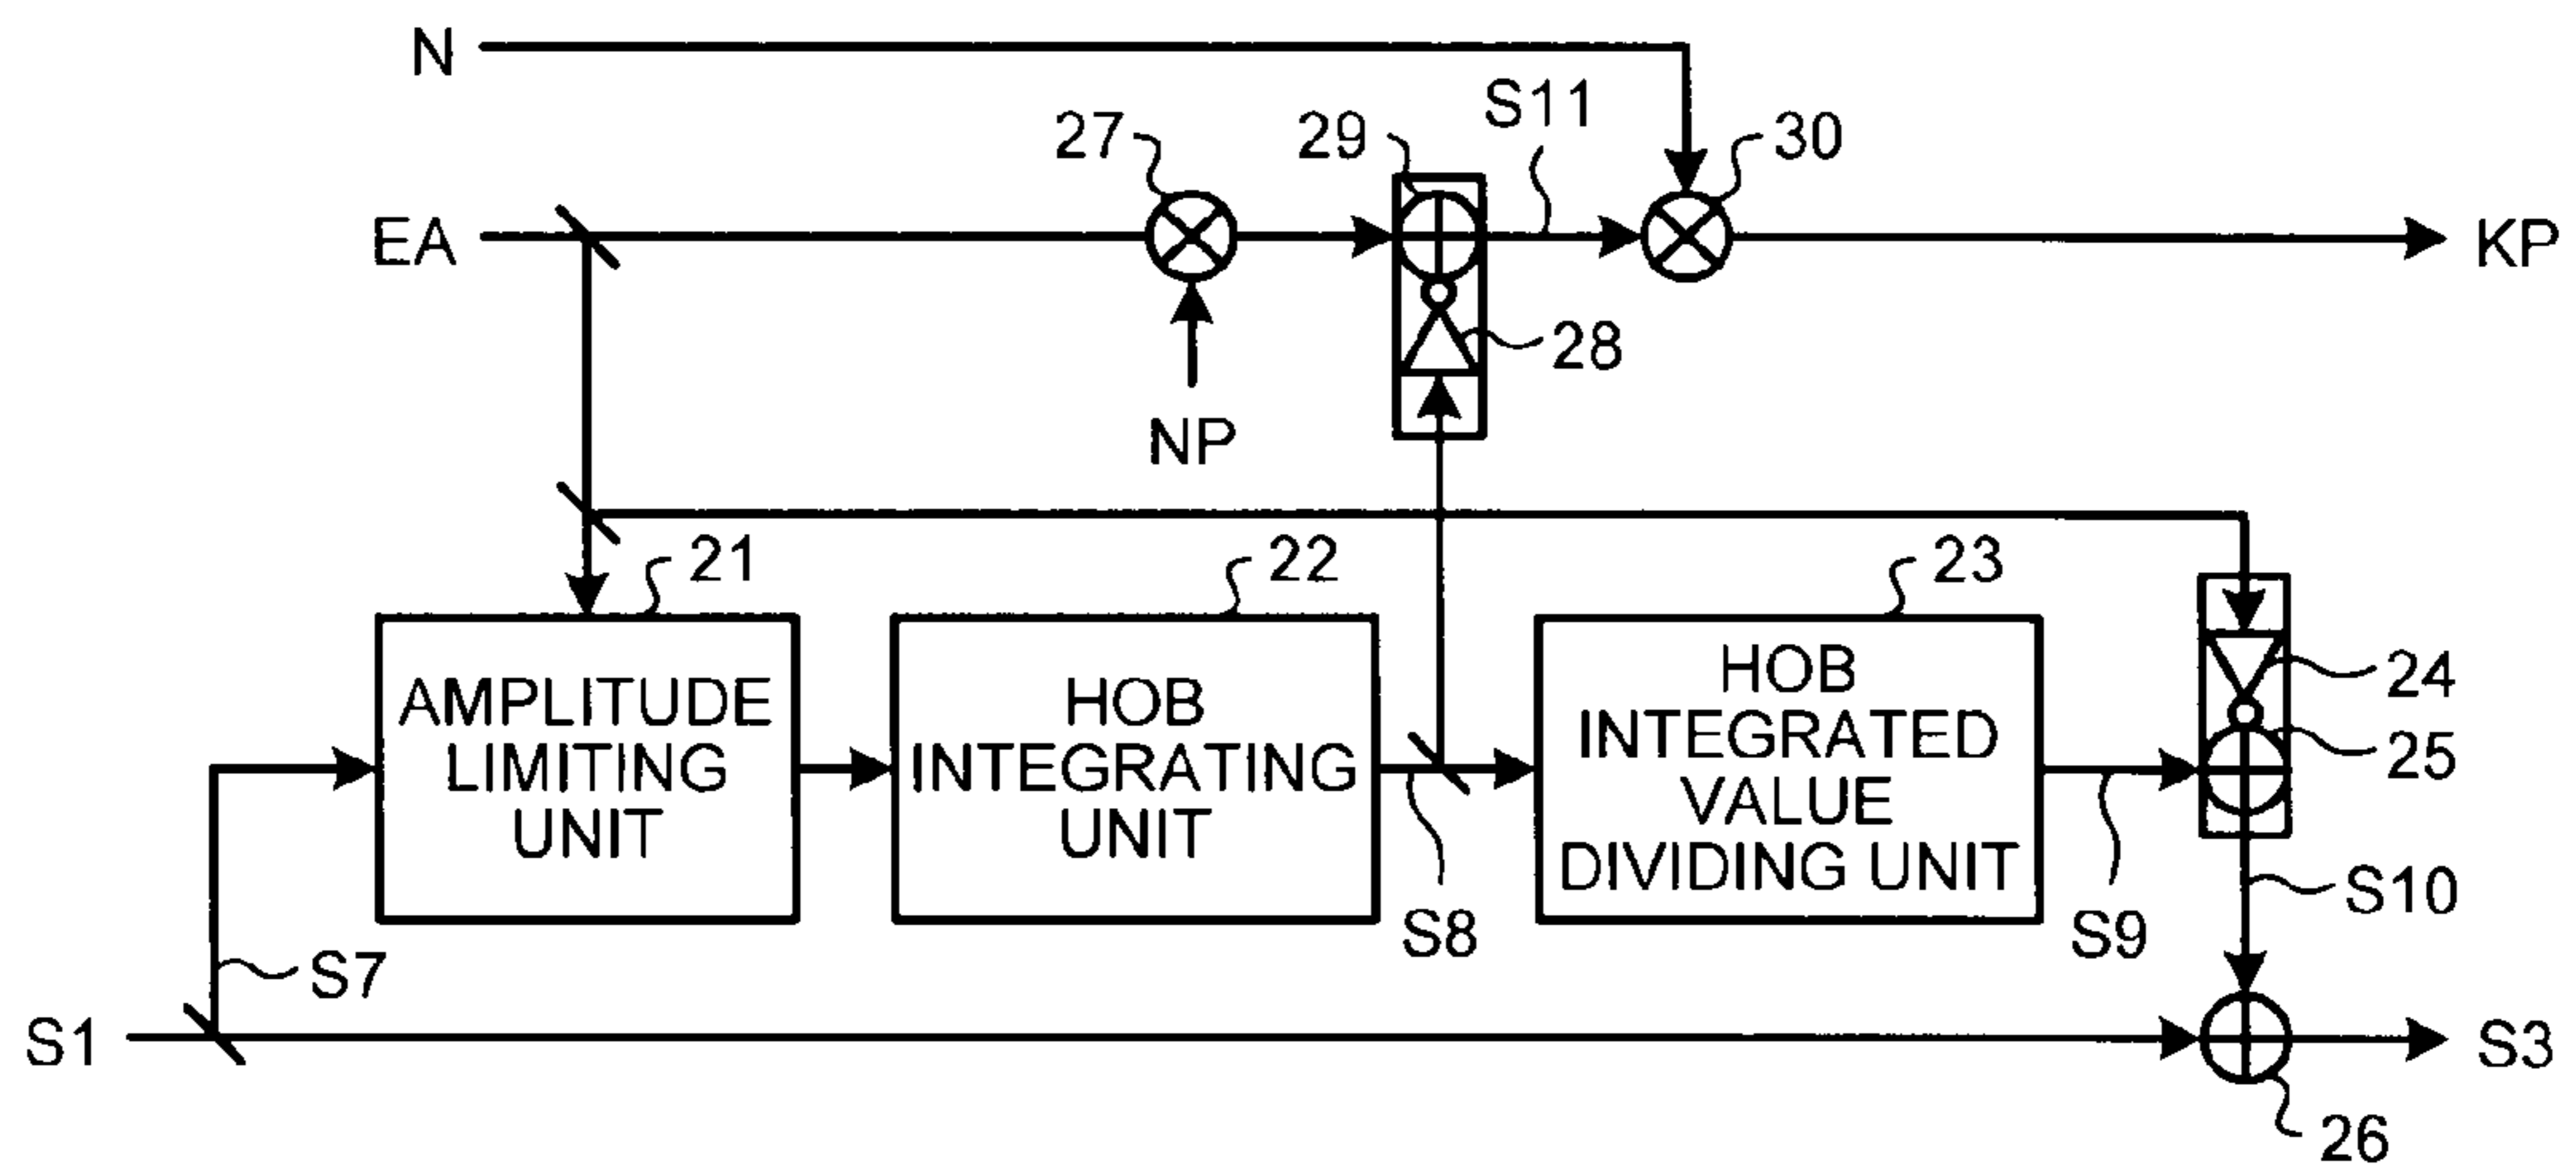 N
S11
27
29
30
EA
KP
28
NP
21
22
23
AMPLITUDE
LIMITING
UNIT
HOB
INTEGRATING
UNIT
HOB
INTEGRATED
VALUE
DIVIDING UNIT
24
25
S7
S8
S9
S10
S1
S3
26